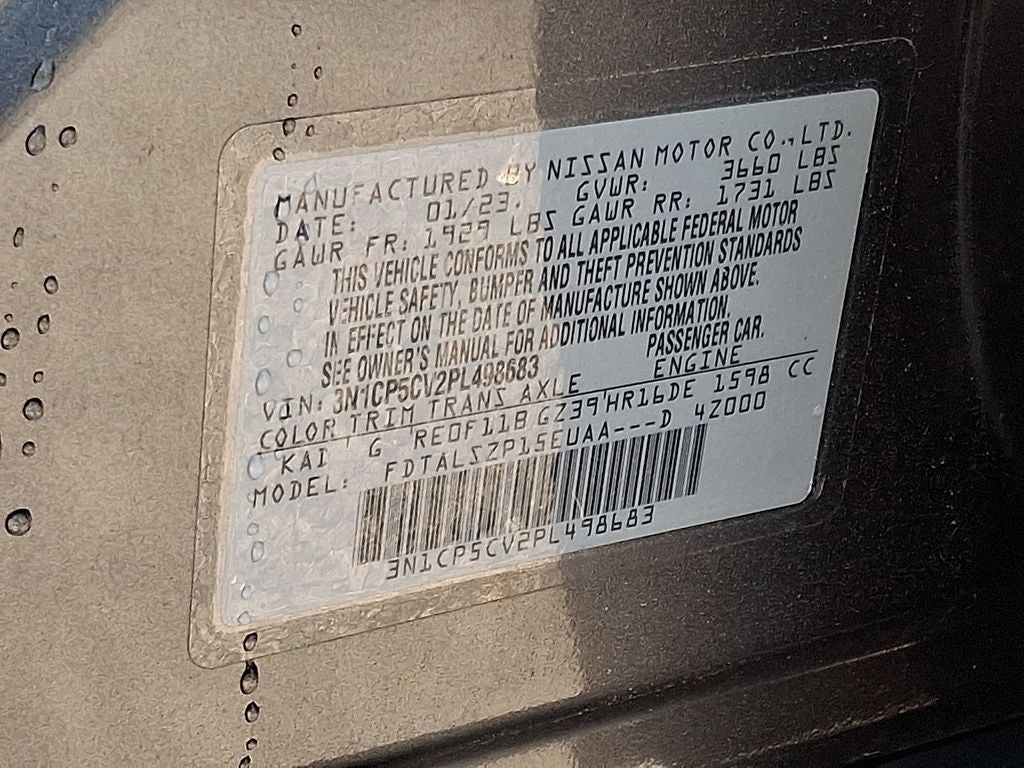 MANUFACTURED BY NISSAN MOTOR CO., LTD.
DATE: 01/23. GVWR: 3660 LBS
GAWR FR: 1929 LBS GAWR RR: 1731 LBS
THIS VEHICLE CONFORMS TO ALL APPLICABLE FEDERAL MOTOR
VEHICLE SAFETY, BUMPER AND THEFT PREVENTION STANDARDS
IN EFFECT ON THE DATE OF MANUFACTURE SHOWN ABOVE.
SEE OWNER'S MANUAL FOR ADDITIONAL INFORMATION.
VIN: 3N1CP5CV2PL498683 PASSENGER CAR.
COLOR TRIM TRANS AXLE ENGINE
KAI G RE0F11B GZ39 HR16DE 1598 CC
MODEL: FDTALSZP15EUAA---D 4Z000
3N1CP5CV2PL498683